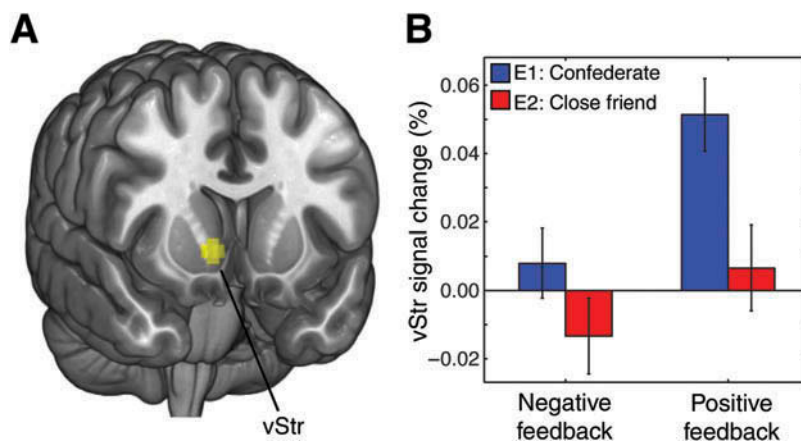 A
vStr
B
vStr signal change (%)
E1: Confederate
E2: Close friend
0.06
0.04
0.02
0.00
−0.02
Negative
feedback
Positive
feedback